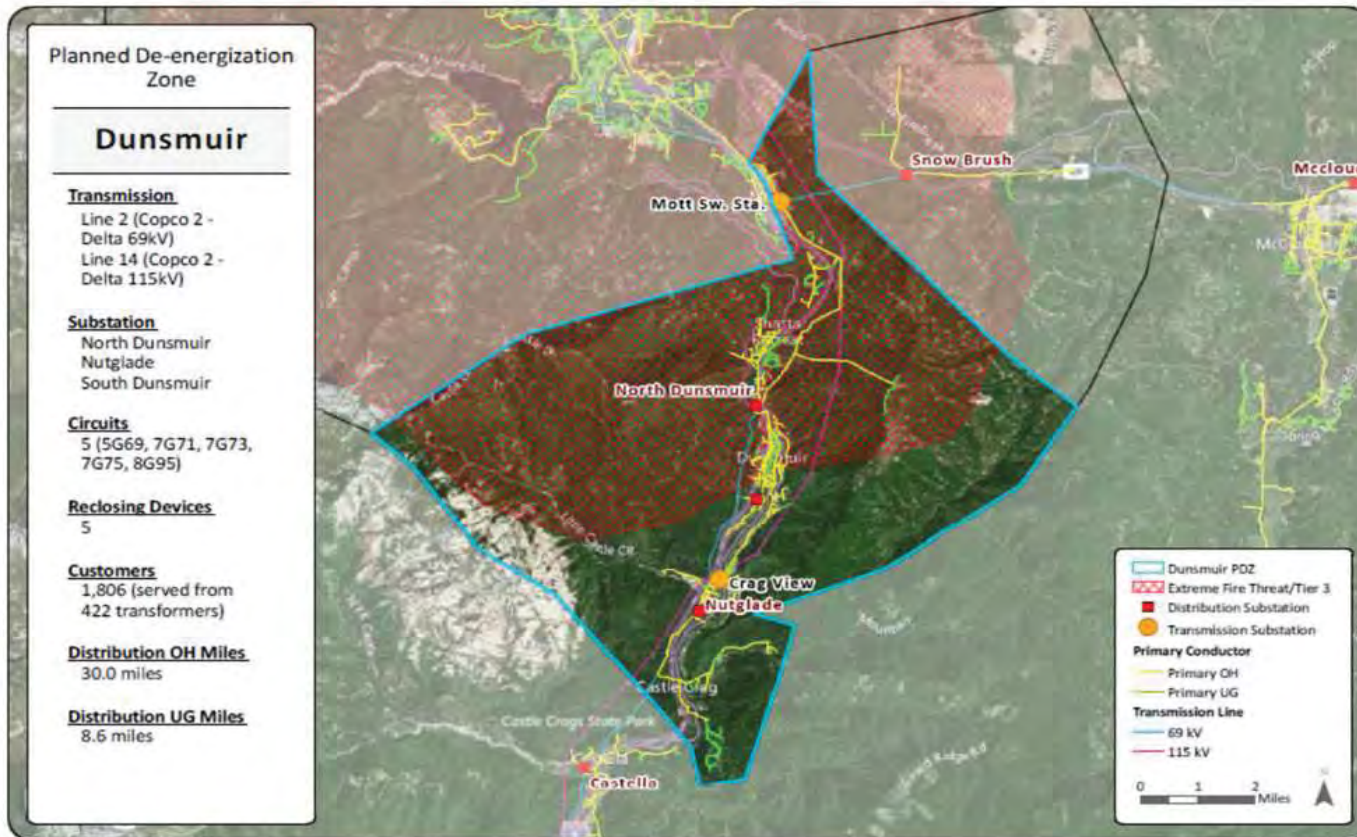 Planned De-energization
Zone
Dunsmuir
Transmission
Line 2 (Copco 2 -
Delta 69kV)
Line 14 (Copco 2 -
Delta 115kV)
Substation
North Dunsmuir
Nutglade
South Dunsmuir
Circuits
5 (5G69, 7G71, 7G73,
7G75, 8G95)
Reclosing Devices
5
Customers
1,806 (served from
422 transformers)
Distribution OH Miles
30.0 miles
Distribution UG Miles
8.6 miles
Snow Brush
Mccloud
Mott Sw. Sta.
North Dunsmuir
Crag View
Nutglade
Mountain
Castle Crag
Castle Crags State Park
Castella
Dunsmuir PDZ
Extreme Fire Threat/Tier 3
Distribution Substation
Transmission Substation
Primary Conductor
Primary OH
Primary UG
Transmission Line
69 kV
115 kV
0 1 2
Miles